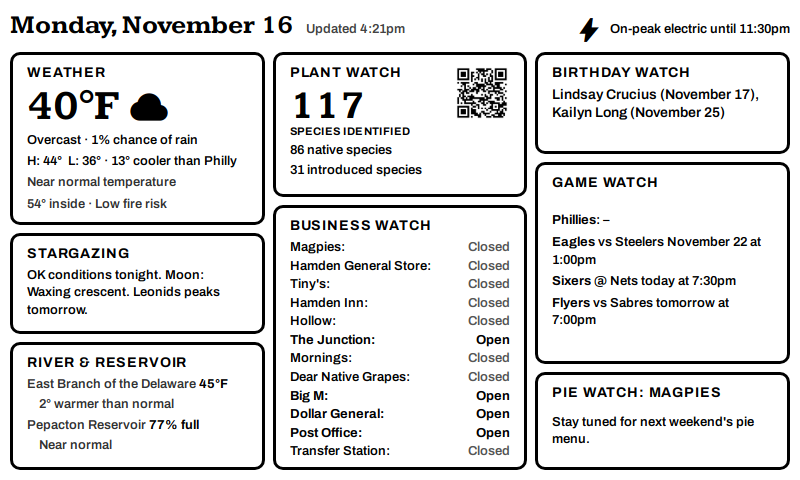 Monday, November 16 Updated 4:21pm
On-peak electric until 11:30pm
WEATHER
40°F
Overcast · 1% chance of rain
H: 44° L: 36° · 13° cooler than Philly
Near normal temperature
54° inside · Low fire risk
STARGAZING
OK conditions tonight. Moon:
Waxing crescent. Leonids peaks
tomorrow.
RIVER & RESERVOIR
East Branch of the Delaware 45°F
2° warmer than normal
Pepacton Reservoir 77% full
Near normal
PLANT WATCH
117
SPECIES IDENTIFIED
86 native species
31 introduced species
BUSINESS WATCH
Magpies: Closed
Hamden General Store: Closed
Tiny's: Closed
Hamden Inn: Closed
Hollow: Closed
The Junction: Open
Mornings: Closed
Dear Native Grapes: Closed
Big M: Open
Dollar General: Open
Post Office: Open
Transfer Station: Closed
BIRTHDAY WATCH
Lindsay Crucius (November 17),
Kailyn Long (November 25)
GAME WATCH
Phillies: –
Eagles vs Steelers November 22 at
1:00pm
Sixers @ Nets today at 7:30pm
Flyers vs Sabres tomorrow at
7:00pm
PIE WATCH: MAGPIES
Stay tuned for next weekend's pie
menu.